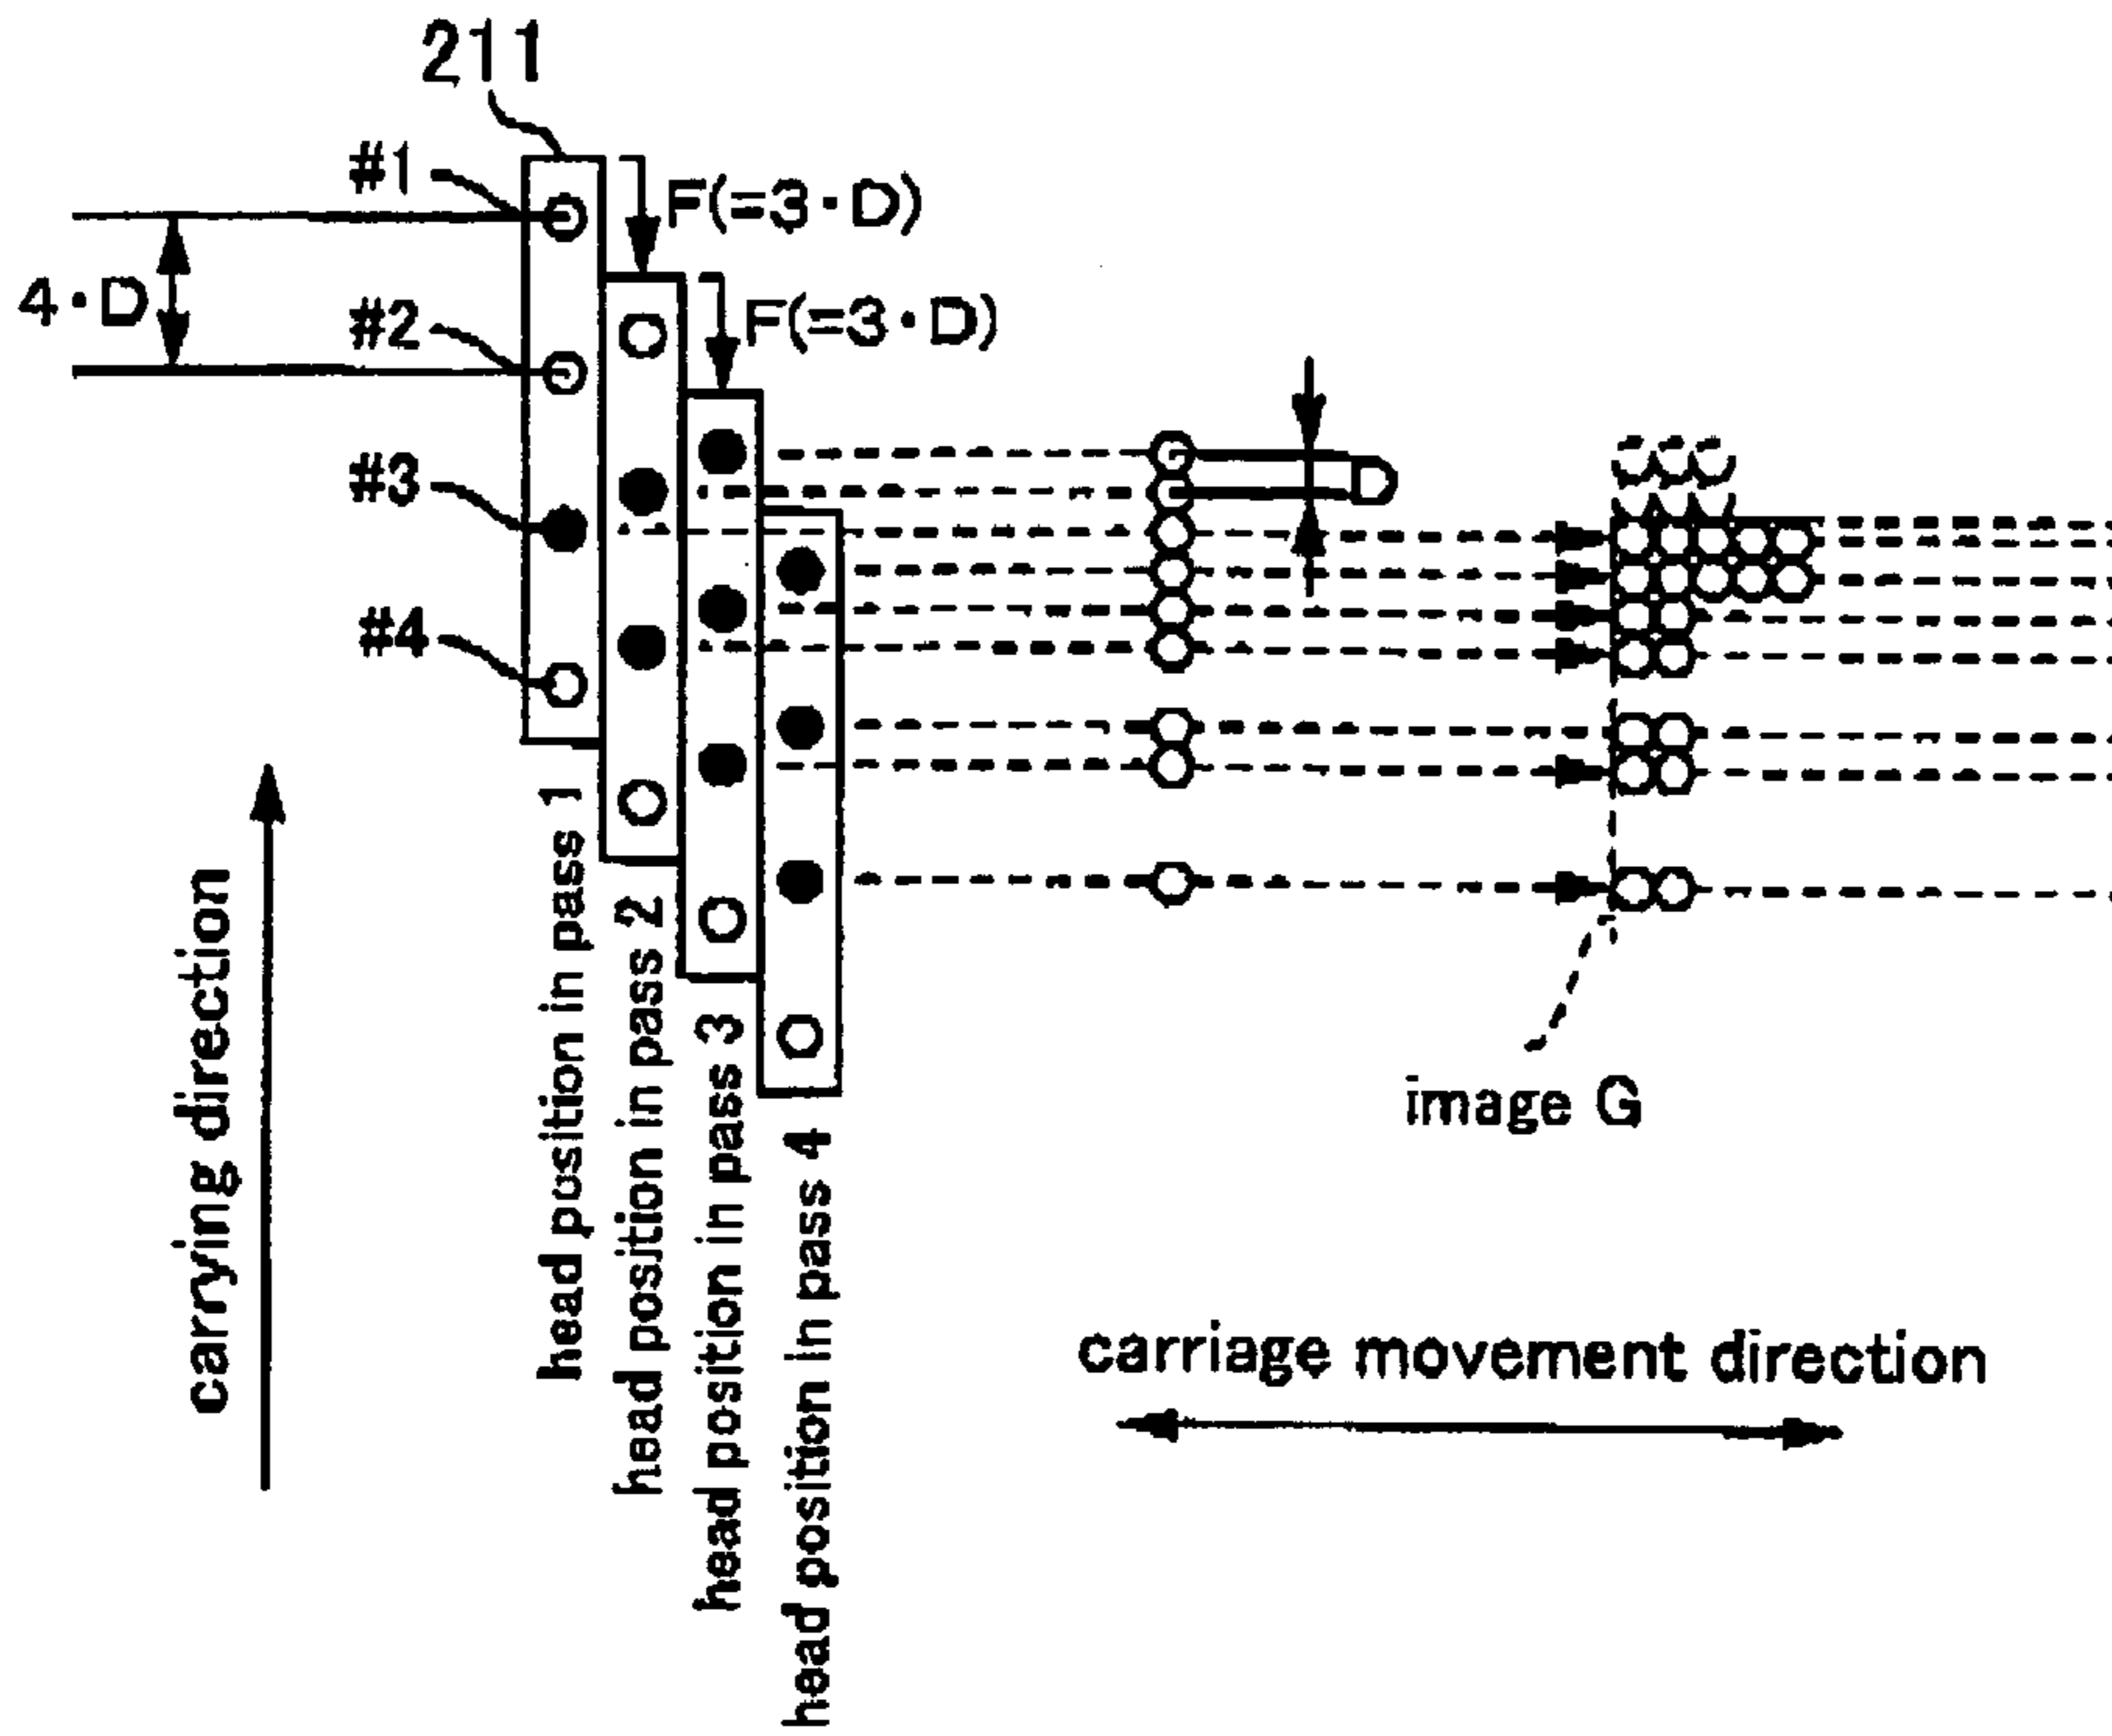 211
#1
F(=3・D)
4・D
#2
F(=3・D)
#3
D
#4
carrying direction
head position in pass 1
head position in pass 2
head position in pass 3
head position in pass 4
image G
carriage movement direction